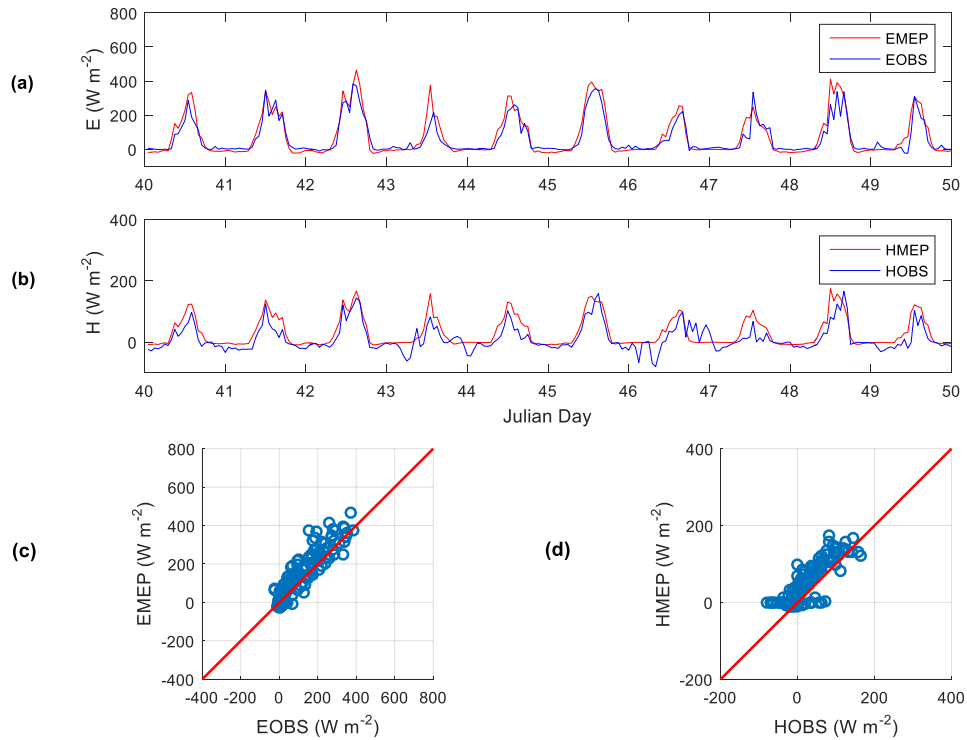 (a)
E (W m-2)
800
600
400
200
0
EMEP
EOBS
40 41 42 43 44 45 46 47 48 49 50
(b)
H (W m-2)
400
200
0
HMEP
HOBS
40 41 42 43 44 45 46 47 48 49 50
Julian Day
(c)
EMEP (W m-2)
800
600
400
200
0
-200
-400
-400 -200 0 200 400 600 800
EOBS (W m-2)
(d)
HMEP (W m-2)
400
200
0
-200
-200 0 200 400
HOBS (W m-2)